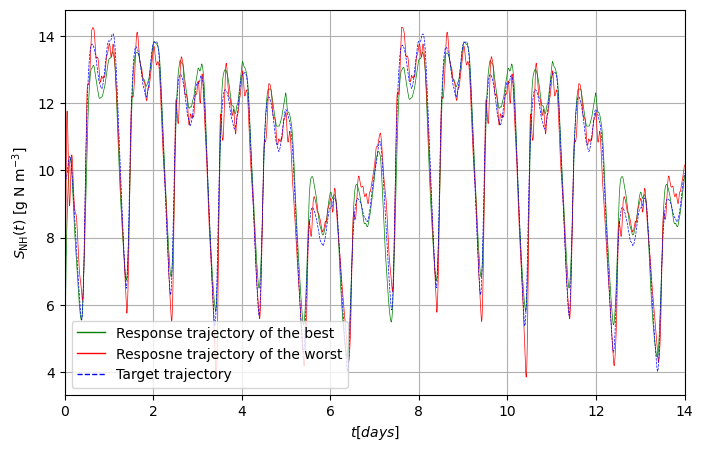 14
12
10
8
6
4
S_NH(t) [g N m⁻³]
Response trajectory of the best
Resposne trajectory of the worst
Target trajectory
0 2 4 6 8 10 12 14
t[days]